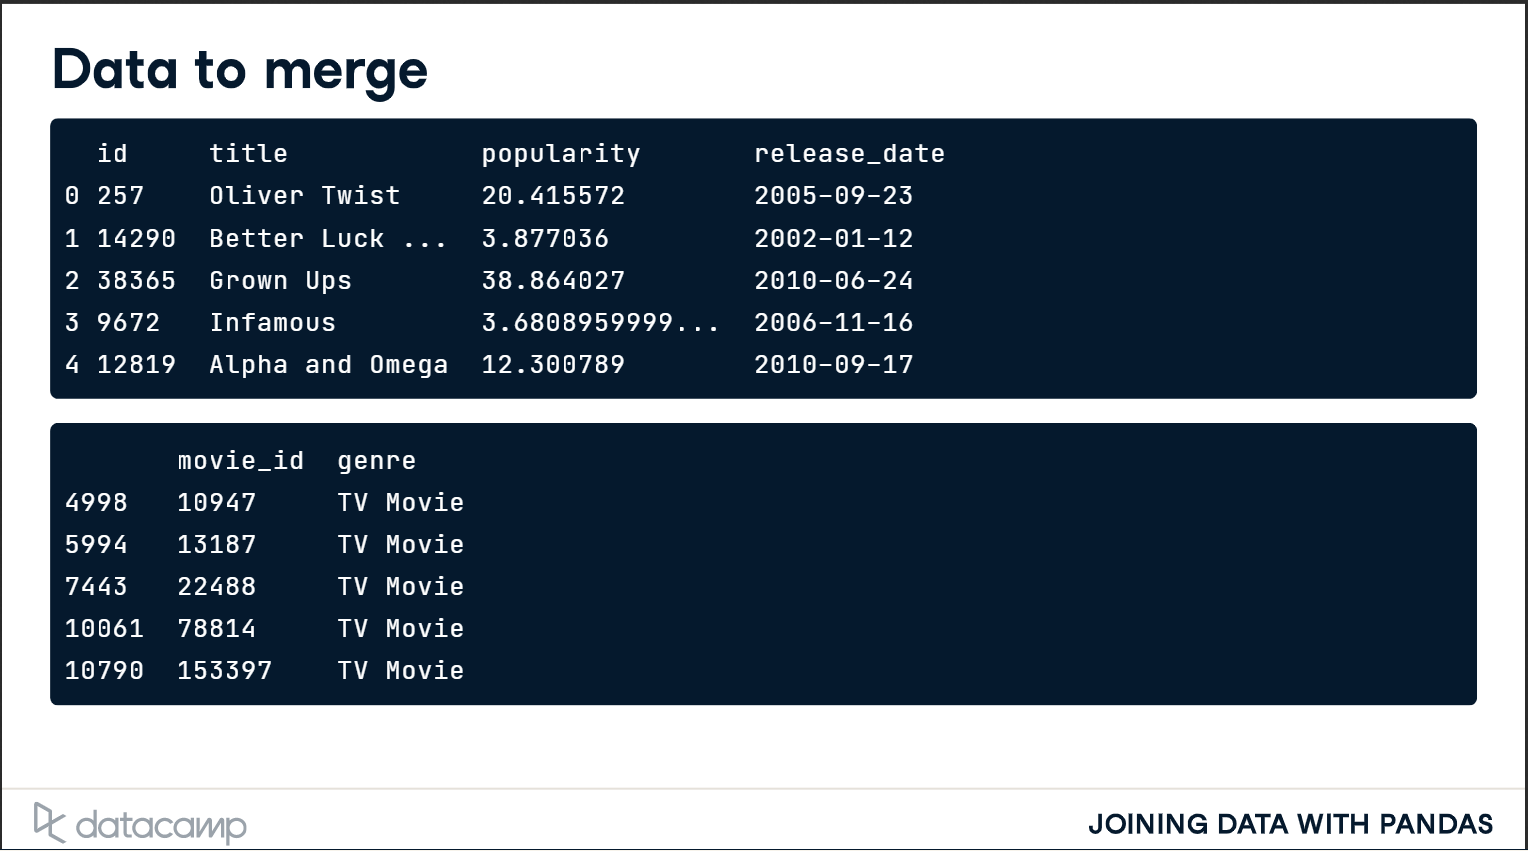 Data to merge
id title popularity release_date
0 257 Oliver Twist 20.415572 2005-09-23
1 14290 Better Luck ... 3.877036 2002-01-12
2 38365 Grown Ups 38.864027 2010-06-24
3 9672 Infamous 3.6808959999... 2006-11-16
4 12819 Alpha and Omega 12.300789 2010-09-17
movie_id genre
4998 10947 TV Movie
5994 13187 TV Movie
7443 22488 TV Movie
10061 78814 TV Movie
10790 153397 TV Movie
datacamp
JOINING DATA WITH PANDAS